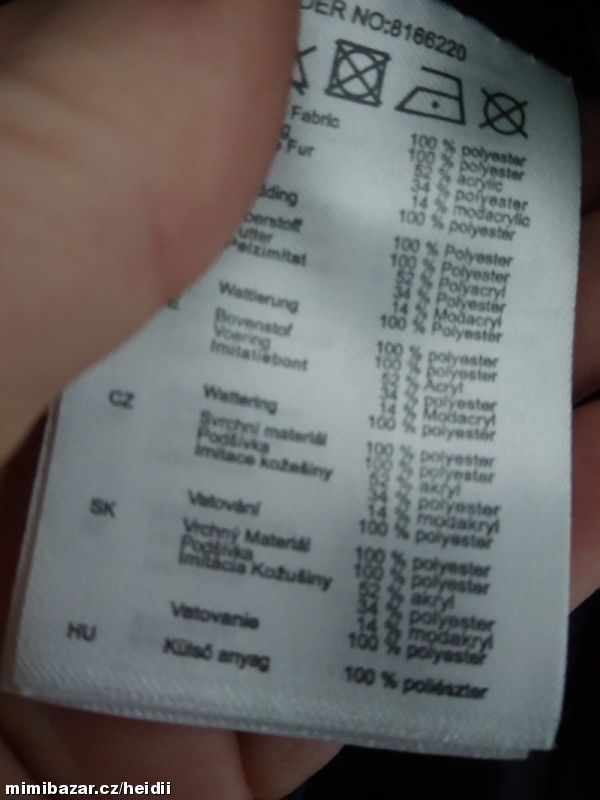 DER NO:8166220
Fabric 100 % polyester
g 100 % polyester
Fur 52 % acrylic
34 % polyester
14 % modacrylic
dding 100 % polyester
berstoff 100 % Polyester
utter 100 % Polyester
Pelzimitat 52 % Polyacryl
34 % Polyester
14 % Modacryl
Wattierung 100 % Polyester
Bovenstof 100 % polyester
Voering 100 % polyester
Imitatiebont 52 % Acryl
34 % polyester
14 % Modacryl
Wattering 100 % polyester
CZ Svrchní materiál 100 % polyester
Podšívka 100 % polyester
Imitace kožešiny 52 % akryl
34 % polyester
14 % modakryl
Vatování 100 % polyester
SK Vrchný Materiál 100 % polyester
Podšívka 100 % polyester
Imitácia Kožušiny 52 % akryl
34 % polyester
14 % modakryl
Vatovanie 100 % polyester
HU Külső anyag 100 % poliészter
mimibazar.cz/heidii